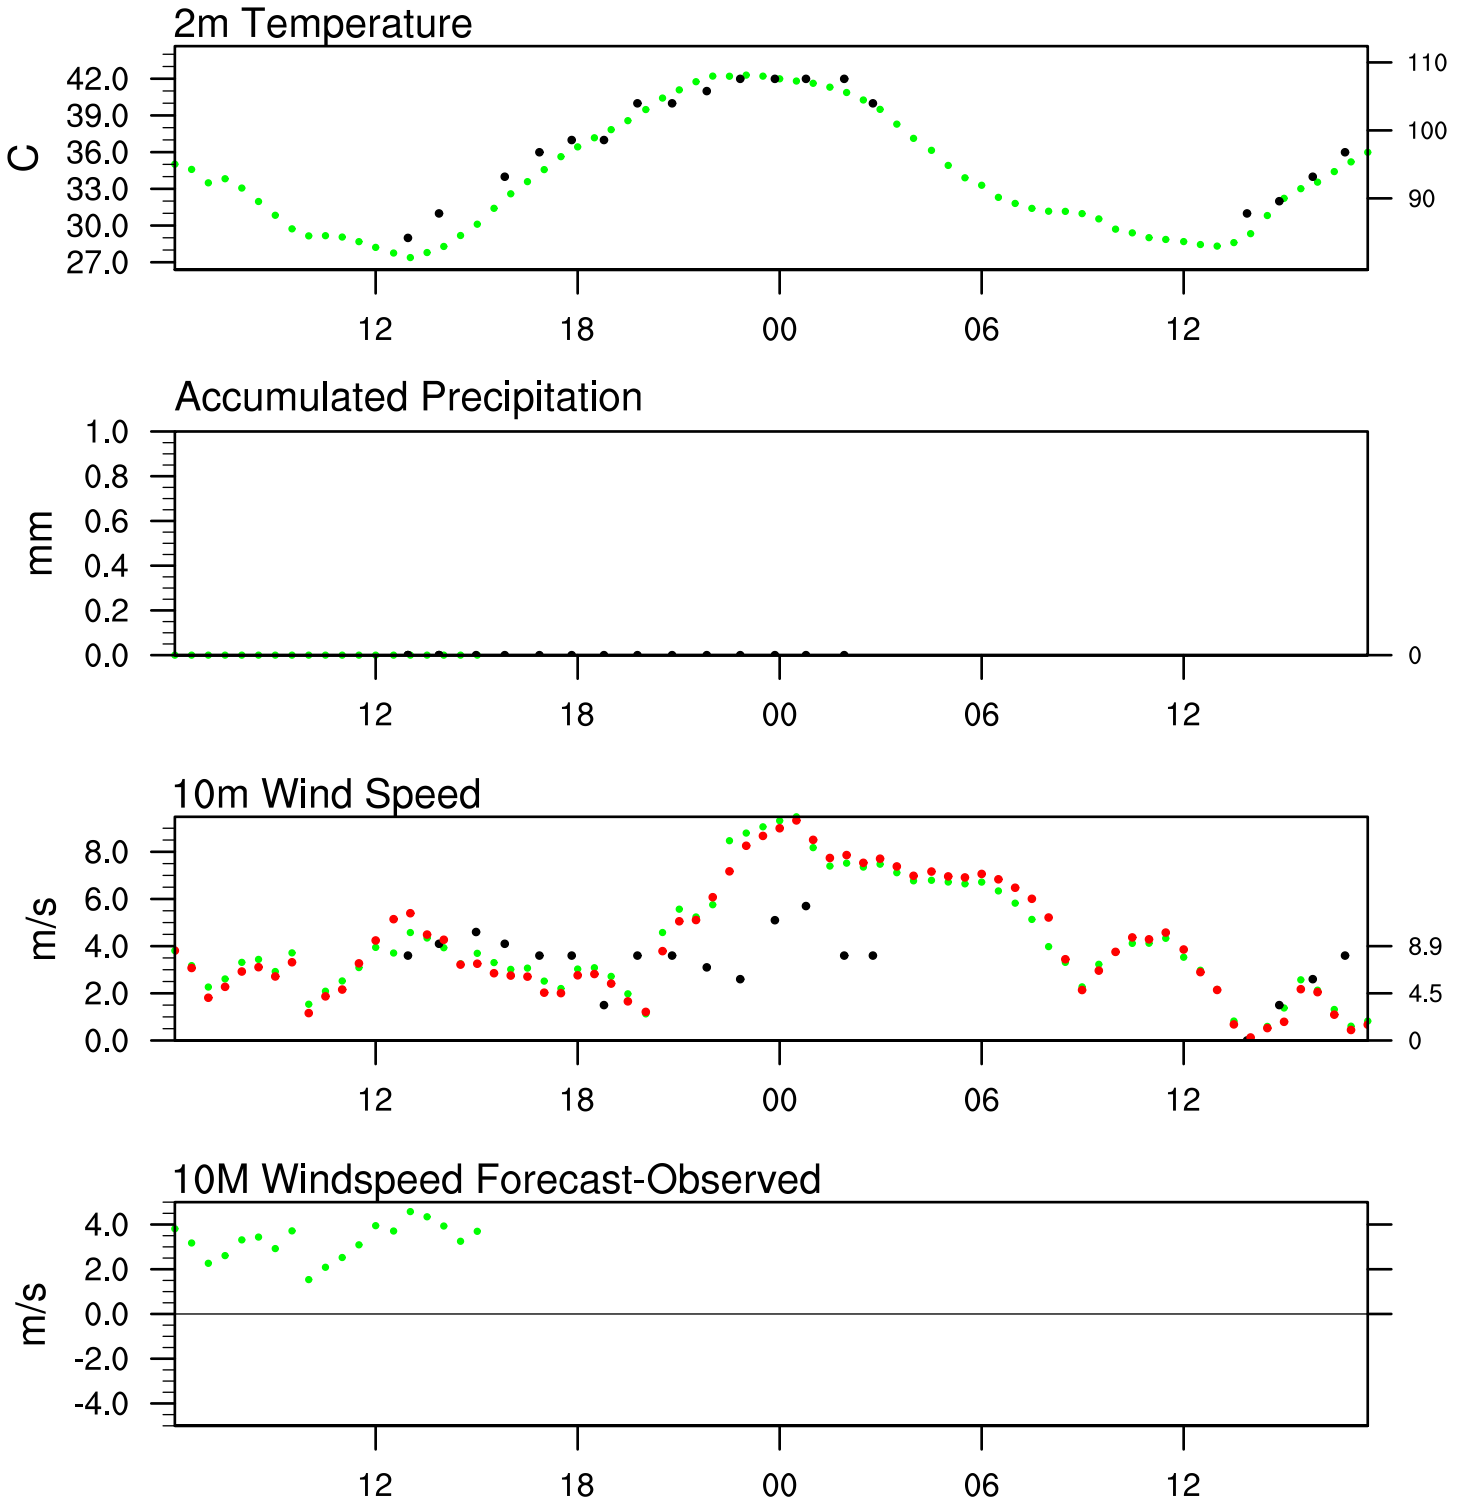 2m Temperature
42.0
39.0
36.0
33.0
30.0
27.0
C
110
100
90
12 18 00 06 12
Accumulated Precipitation
1.0
0.8
0.6
0.4
0.2
0.0
mm
0
12 18 00 06 12
10m Wind Speed
8.0
6.0
4.0
2.0
0.0
m/s
8.9
4.5
0
12 18 00 06 12
10M Windspeed Forecast-Observed
4.0
2.0
0.0
-2.0
-4.0
m/s
12 18 00 06 12